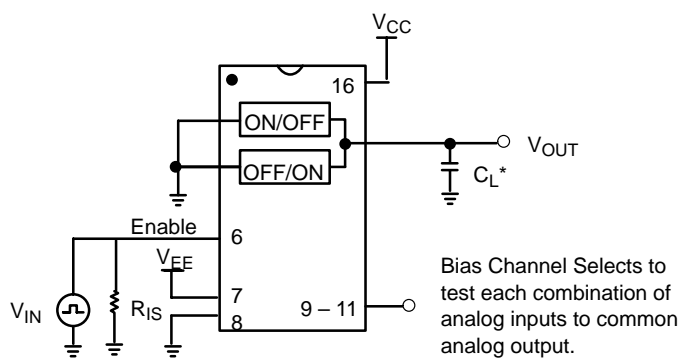 VCC
16
ON/OFF
VOUT
OFF/ON
CL*
Enable
6
VEE
7
VIN
RIS
8
9 – 11
Bias Channel Selects to
test each combination of
analog inputs to common
analog output.